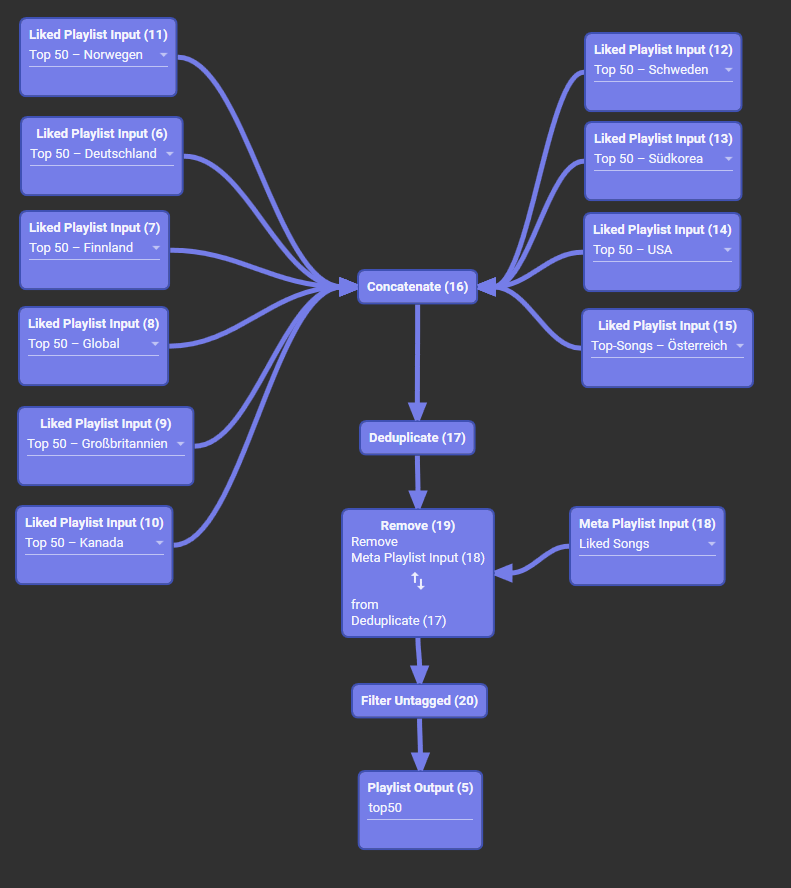 Liked Playlist Input (11)
Top 50 – Norwegen
Liked Playlist Input (6)
Top 50 – Deutschland
Liked Playlist Input (7)
Top 50 – Finnland
Liked Playlist Input (8)
Top 50 – Global
Liked Playlist Input (9)
Top 50 – Großbritannien
Liked Playlist Input (10)
Top 50 – Kanada
Liked Playlist Input (12)
Top 50 – Schweden
Liked Playlist Input (13)
Top 50 – Südkorea
Liked Playlist Input (14)
Top 50 – USA
Liked Playlist Input (15)
Top-Songs – Österreich
Concatenate (16)
Deduplicate (17)
Remove (19)
Remove
Meta Playlist Input (18)
from
Deduplicate (17)
Meta Playlist Input (18)
Liked Songs
Filter Untagged (20)
Playlist Output (5)
top50